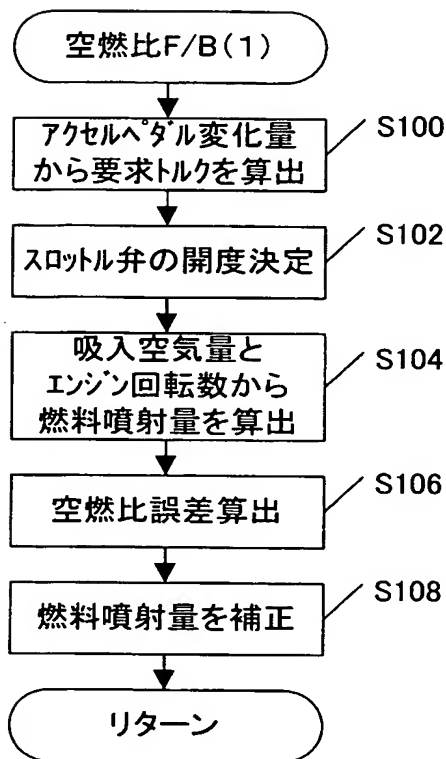 空燃比F/B(1)
アクセルペダル変化量
から要求トルクを算出
S100
スロットル弁の開度決定
S102
吸入空気量と
エンジン回転数から
燃料噴射量を算出
S104
空燃比誤差算出
S106
燃料噴射量を補正
S108
リターン